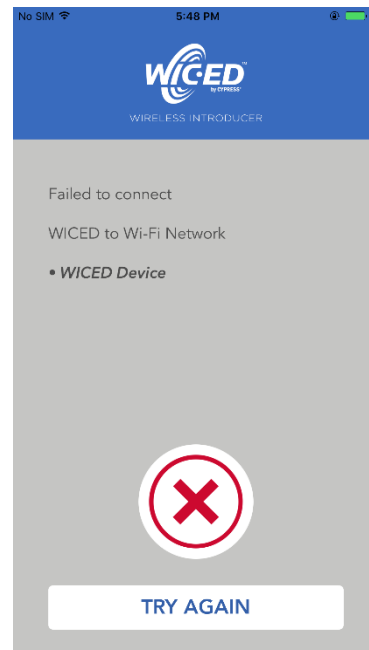 No SIM 5:48 PM
WICED™
by CYPRESS®
WIRELESS INTRODUCER
Failed to connect
WICED to Wi-Fi Network
• WICED Device
TRY AGAIN